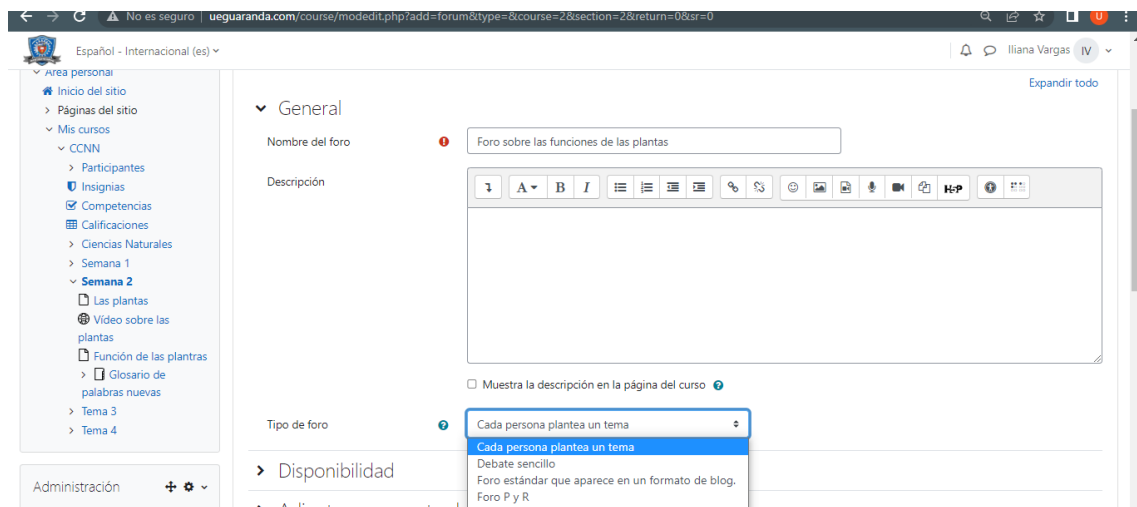 No es seguro | ueguaranda.com/course/modedit.php?add=forum&type=&course=2&section=2&return=0&sr=0
U
Español - Internacional (es)
Iliana Vargas IV
Área personal
Inicio del sitio
Páginas del sitio
Mis cursos
CCNN
Participantes
Insignias
Competencias
Calificaciones
Ciencias Naturales
Semana 1
Semana 2
Las plantas
Vídeo sobre las
plantas
Función de las plantras
Glosario de
palabras nuevas
Tema 3
Tema 4
Administración
Expandir todo
General
Nombre del foro
Foro sobre las funciones de las plantas
Descripción
A B I H-P
Muestra la descripción en la página del curso
Tipo de foro
Cada persona plantea un tema
Cada persona plantea un tema
Debate sencillo
Foro estándar que aparece en un formato de blog.
Foro P y R
Disponibilidad